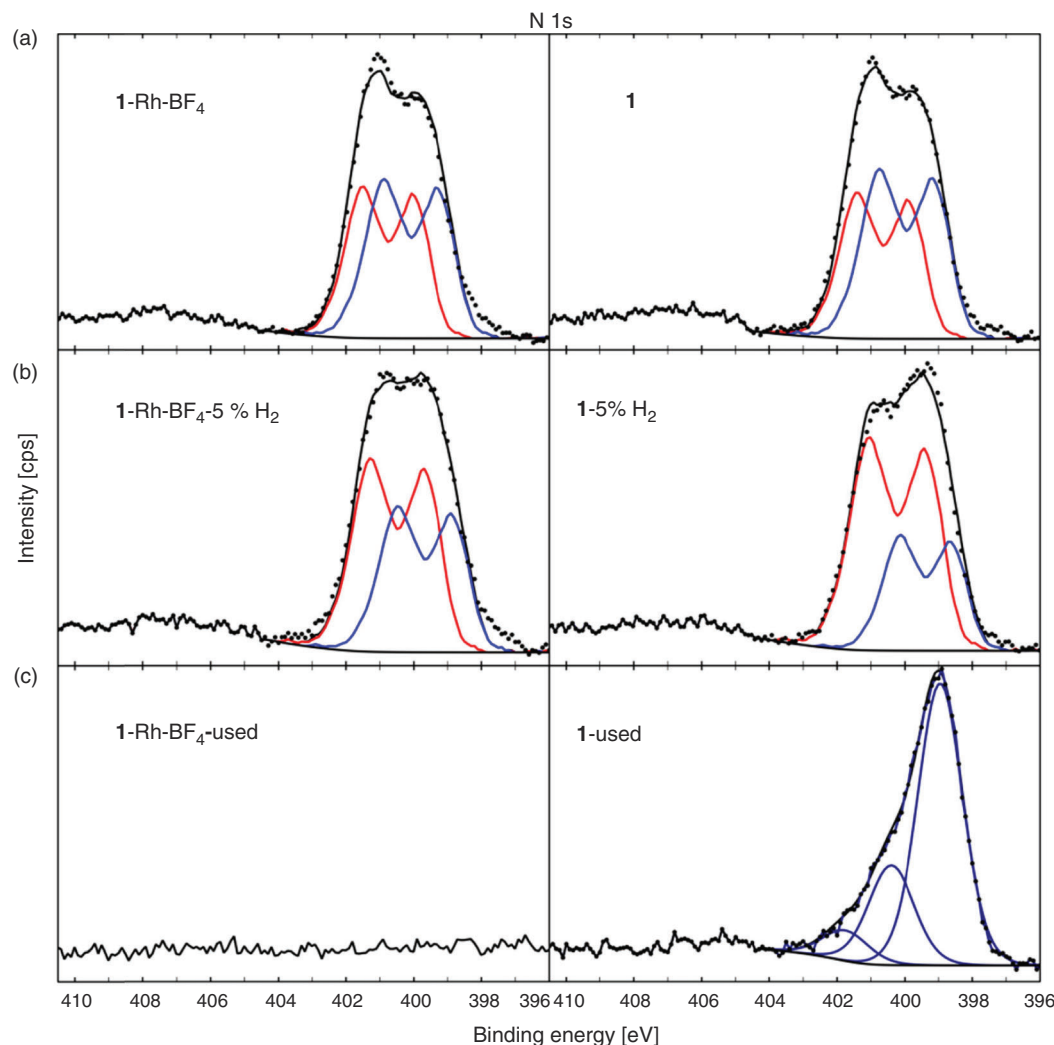 N 1s
(a)
1-Rh-BF₄
1
(b)
1-Rh-BF₄-5 % H₂
1-5% H₂
Intensity [cps]
(c)
1-Rh-BF₄-used
1-used
410 408 406 404 402 400 398 396 410 408 406 404 402 400 398 396
Binding energy [eV]